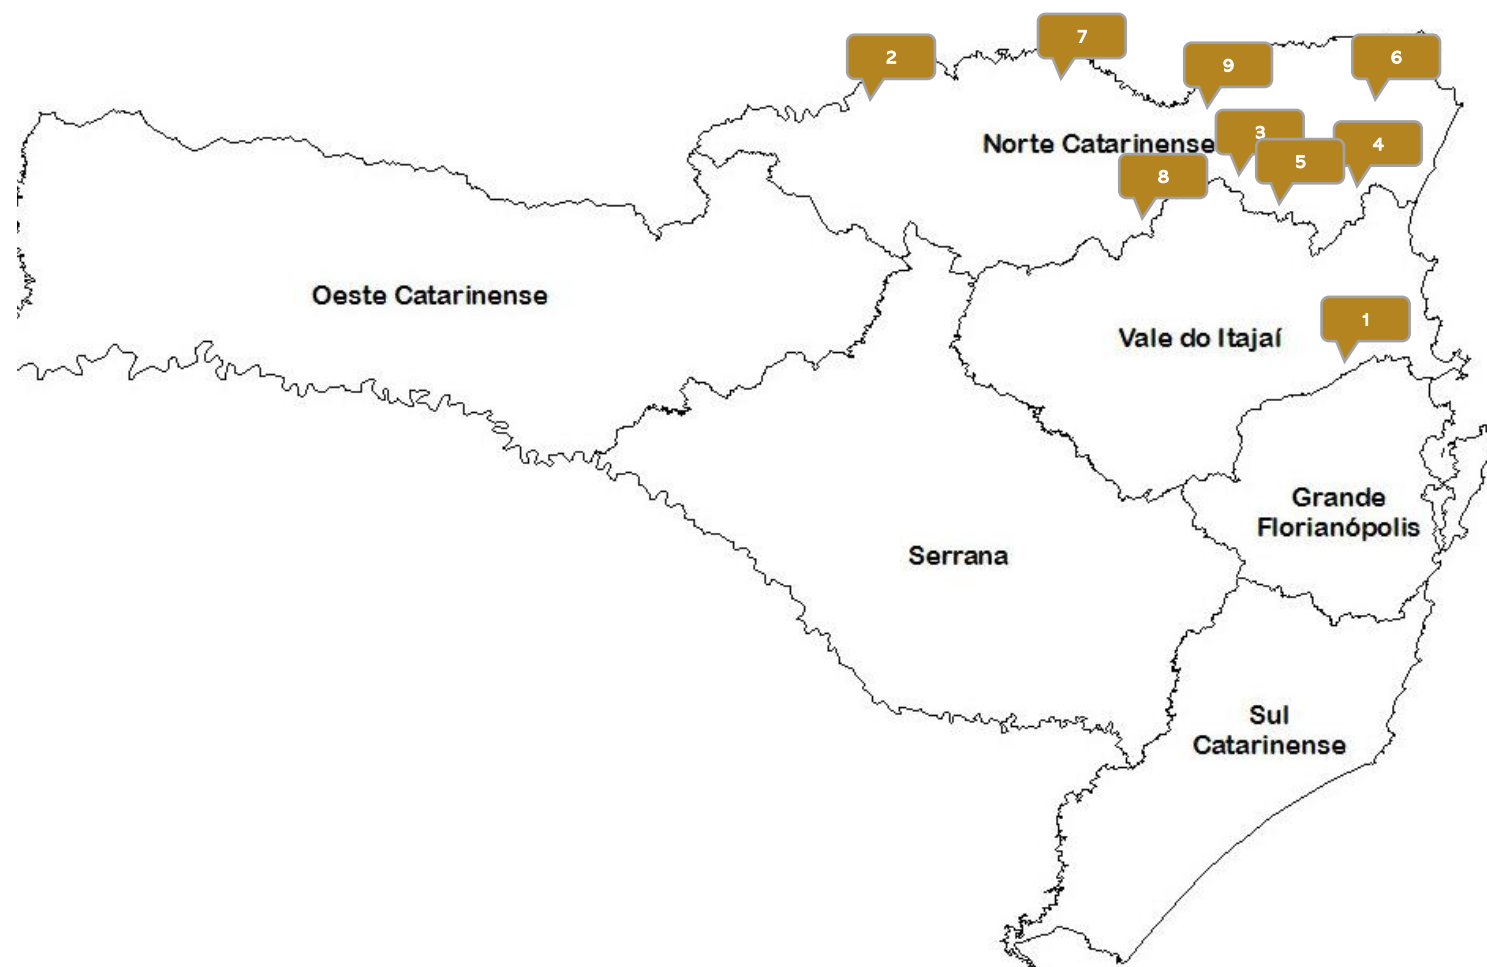 7
2
6
9
3
4
Norte Catarinense
5
8
Oeste Catarinense
1
Vale do Itajaí
Grande
Florianópolis
Serrana
Sul
Catarinense